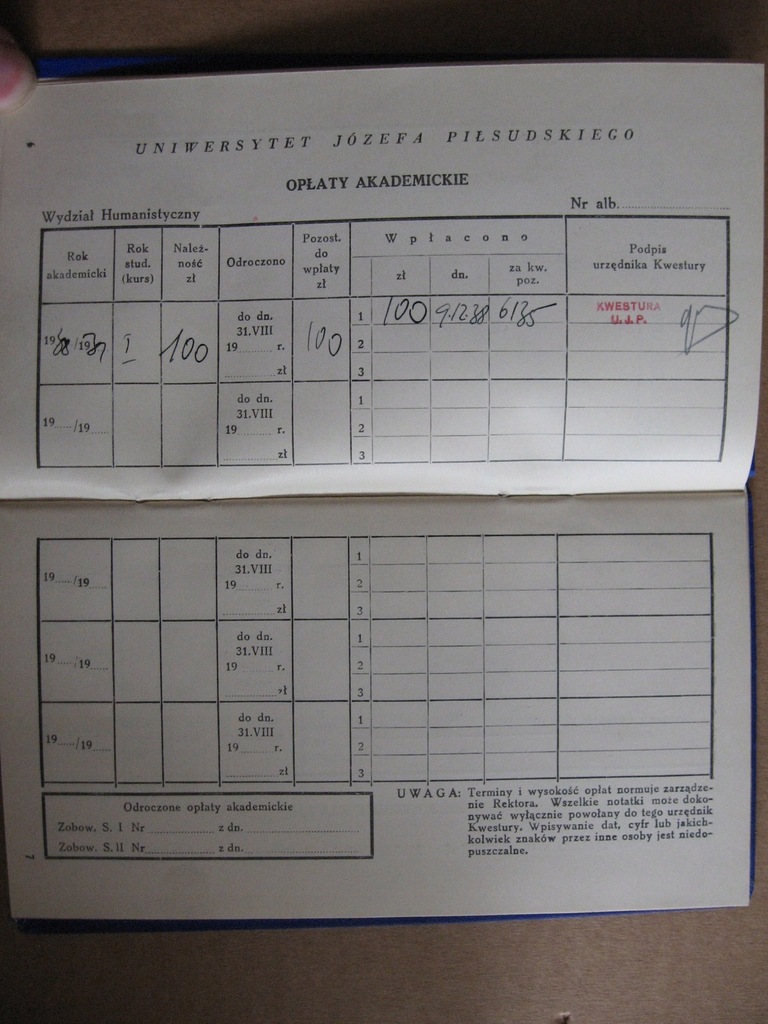 UNIWERSYTET JÓZEFA PIŁSUDSKIEGO
OPŁATY AKADEMICKIE
Wydział Humanistyczny
Nr alb.
Rok akademicki
Rok stud. (kurs)
Należ-
ność
zł
Odroczono
Pozost.
do
wpłaty
zł
Wpłacono
zł
dn.
za kw.
poz.
Podpis
urzędnika Kwestury
1938/1939
I
100
do dn.
31.VIII
19 r.
zł
100
1 100 9.12.38 6135
KWESTURA
U.J.P.
2
3
19...../19.....
do dn.
31.VIII
19 r.
zł
1
2
3
19...../19.....
do dn.
31.VIII
19 r.
zł
1
2
3
19...../19.....
do dn.
31.VIII
19 r.
zł
1
2
3
19...../19.....
do dn.
31.VIII
19 r.
zł
1
2
3
Odroczone opłaty akademickie
Zobow. S. I Nr z dn.
Zobow. S. II Nr z dn.
UWAGA: Terminy i wysokość opłat normuje zarządze-
nie Rektora. Wszelkie notatki może doko-
nywać wyłącznie powołany do tego urzędnik
Kwestury. Wpisywanie dat, cyfr lub jakich-
kolwiek znaków przez inne osoby jest niedo-
puszczalne.
7